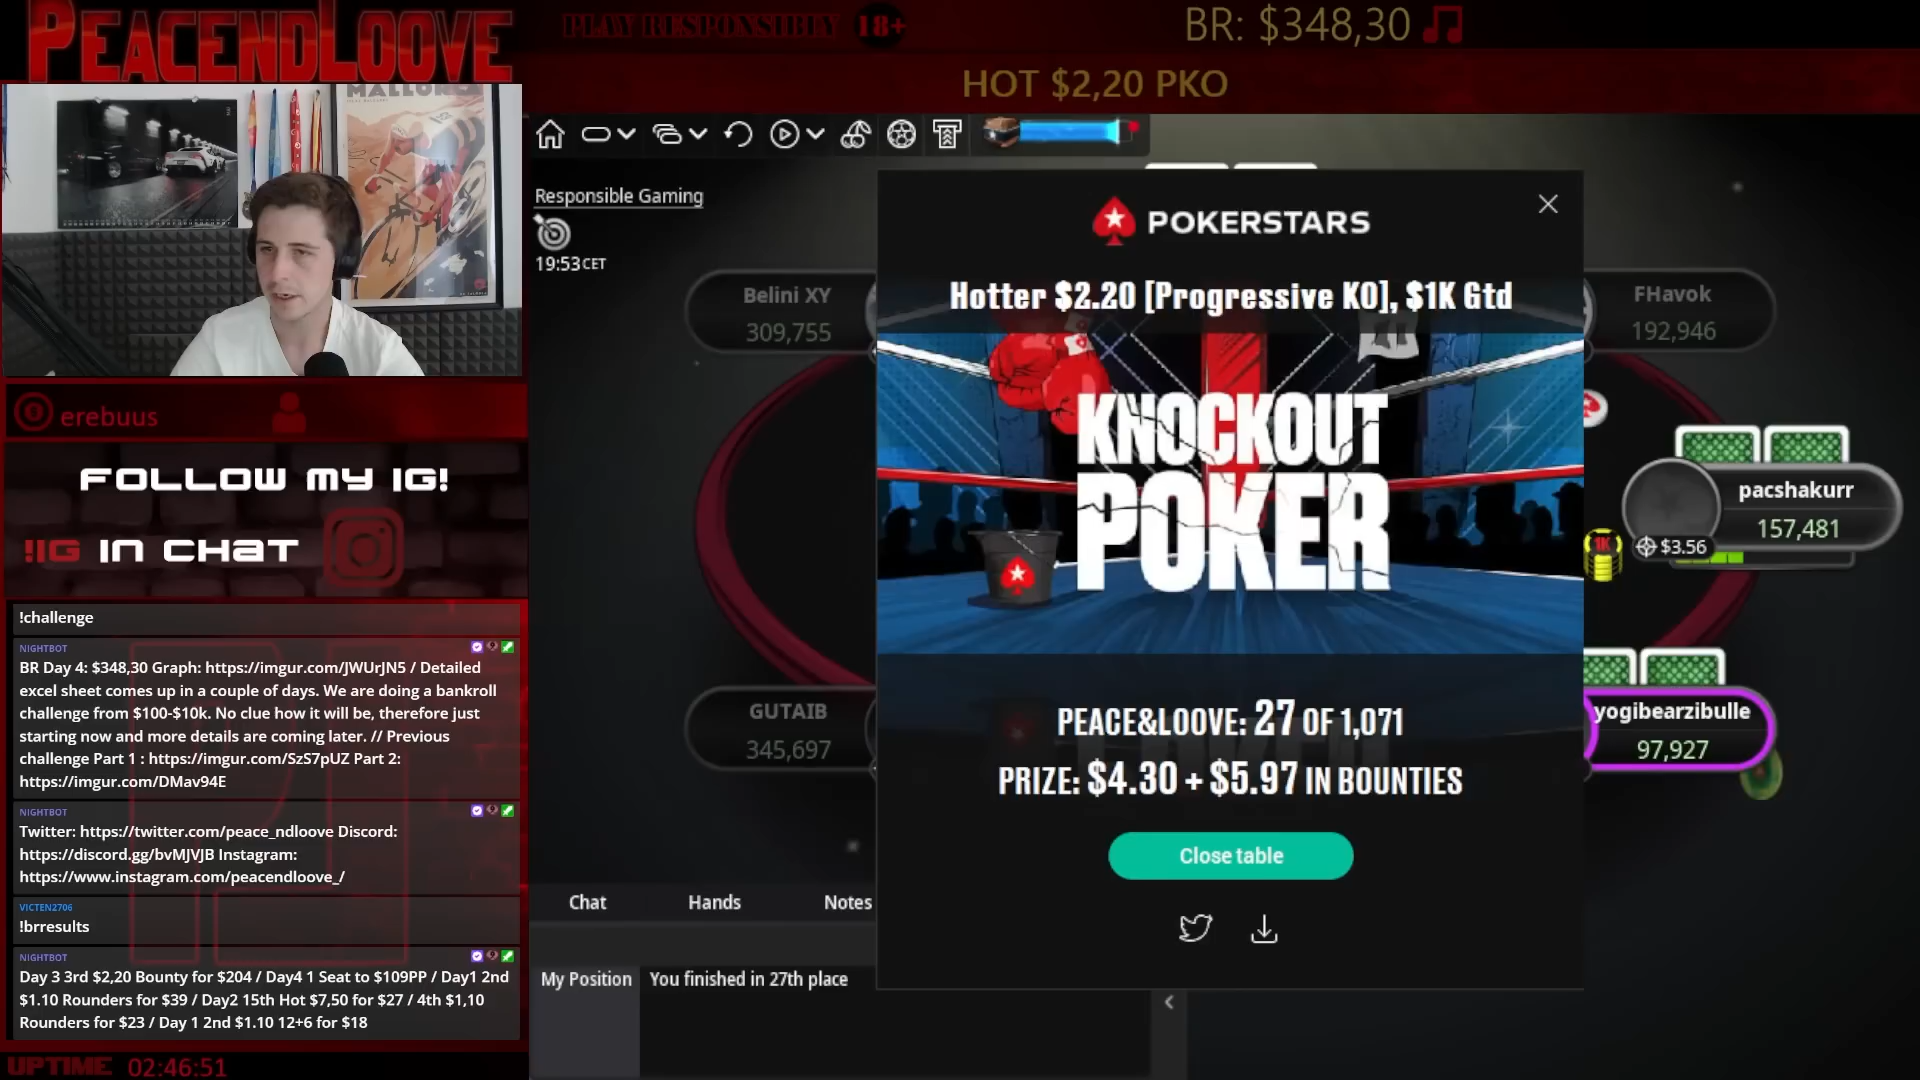 PEACENDLOOVE
PLAY RESPONSIBLY 18+
BR: $348,30
HOT $2,20 PKO
MALLORCA
Responsible Gaming
19:53 CET
POKERSTARS
Hotter $2.20 [Progressive KO], $1K Gtd
KNOCKOUT
POKER
PEACE&LOOVE: 27 OF 1,071
PRIZE: $4.30 + $5.97 IN BOUNTIES
Close table
Belini XY
309,755
FHavok
192,946
pacshakurr
157,481
1K
$3.56
GUTAIB
345,697
yogibearzibulle
97,927
erebuus
FOLLOW MY IG!
!IG IN CHAT
!challenge
NIGHTBOT
BR Day 4: $348,30 Graph: https://imgur.com/JWUrJN5 / Detailed
excel sheet comes up in a couple of days. We are doing a bankroll
challenge from $100-$10k. No clue how it will be, therefore just
starting now and more details are coming later. // Previous
challenge Part 1 : https://imgur.com/SzS7pUZ Part 2:
https://imgur.com/DMav94E
NIGHTBOT
Twitter: https://twitter.com/peace_ndloove Discord:
https://discord.gg/bvMJVJB Instagram:
https://www.instagram.com/peacendloove_/
VICTEN2706
!brresults
NIGHTBOT
Day 3 3rd $2,20 Bounty for $204 / Day4 1 Seat to $109PP / Day1 2nd
$1.10 Rounders for $39 / Day2 15th Hot $7,50 for $27 / 4th $1,10
Rounders for $23 / Day 1 2nd $1.10 12+6 for $18
UPTIME 02:46:51
Chat
Hands
Notes
My Position
You finished in 27th place